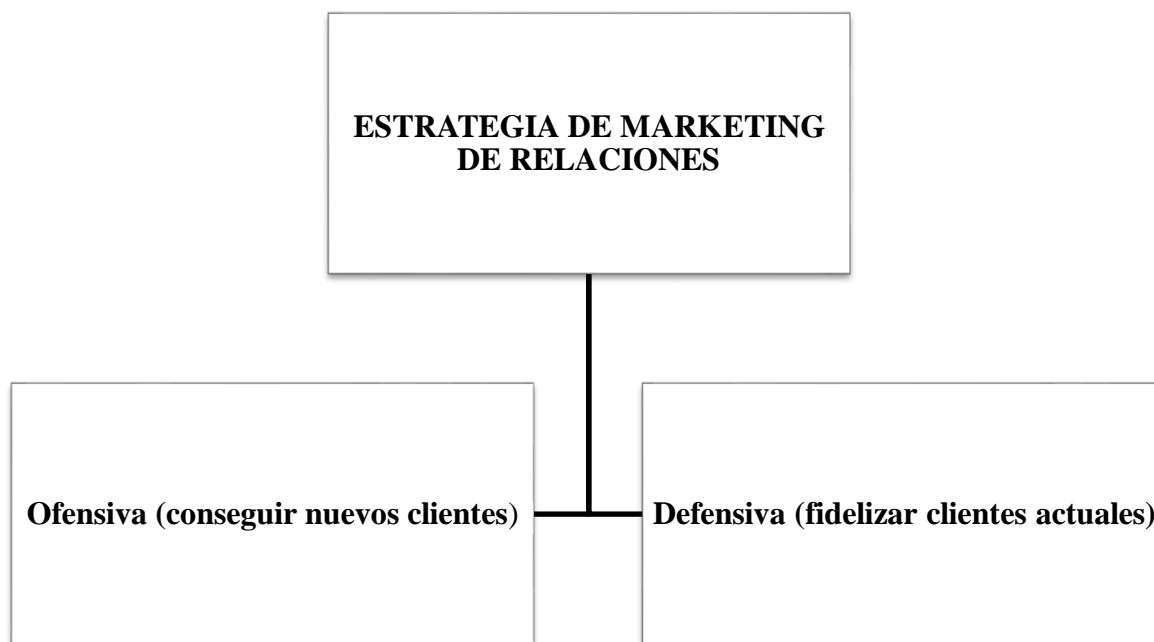 ESTRATEGIA DE MARKETING
DE RELACIONES
Ofensiva (conseguir nuevos clientes)
Defensiva (fidelizar clientes actuales)